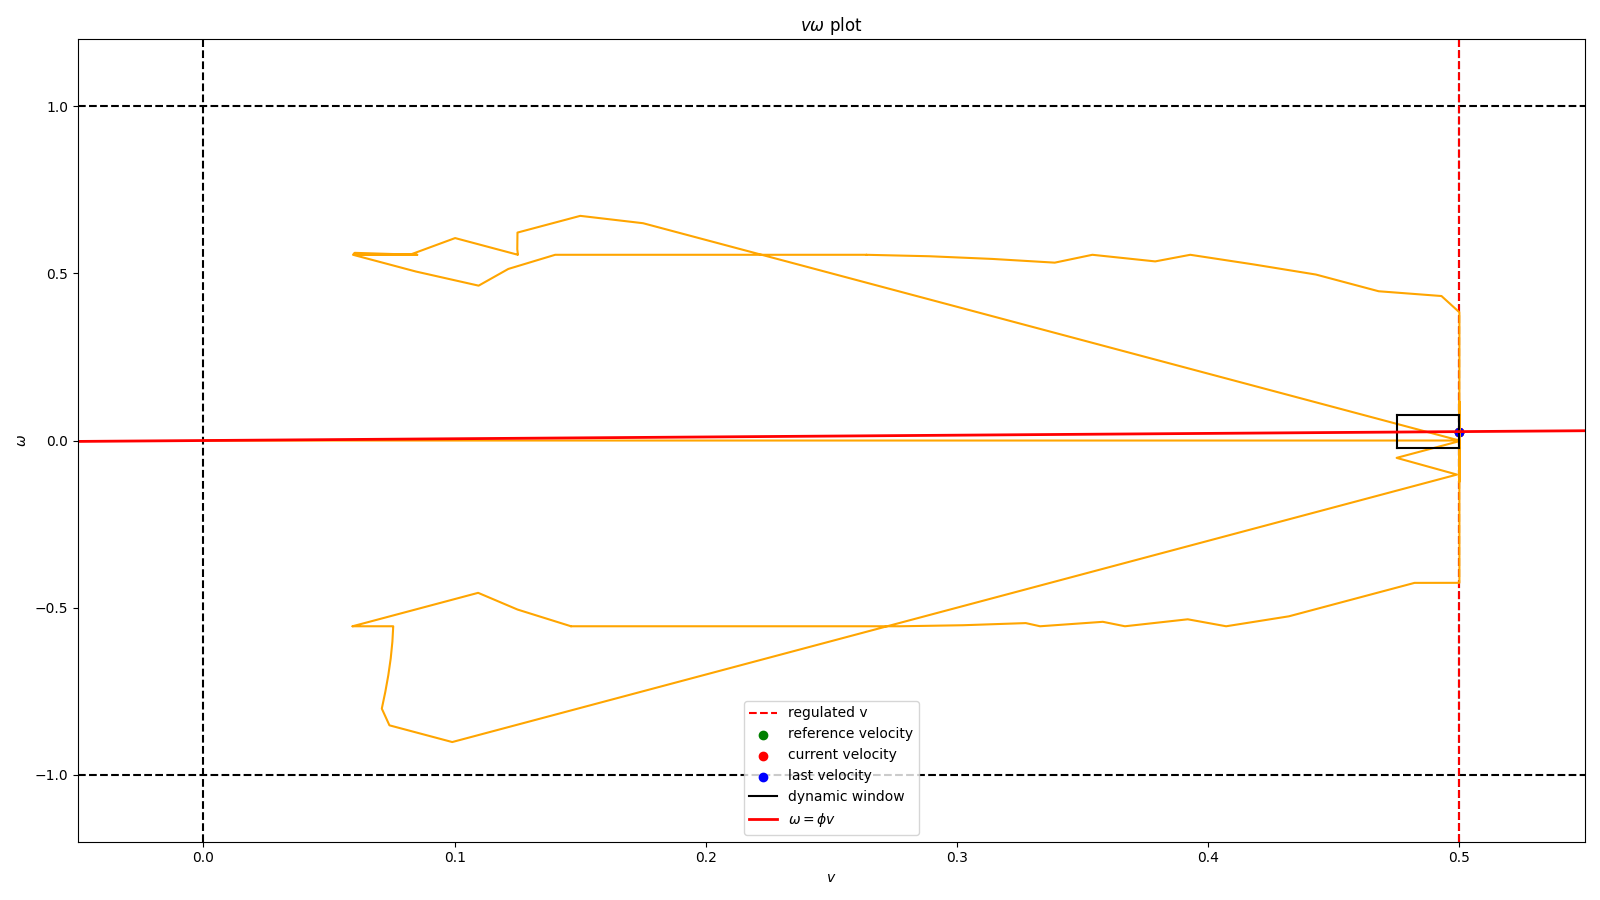 vω plot
1.0
0.5
0.0
−0.5
−1.0
ω
regulated v
reference velocity
current velocity
last velocity
dynamic window
ω = ϕv
0.0 0.1 0.2 0.3 0.4 0.5
v